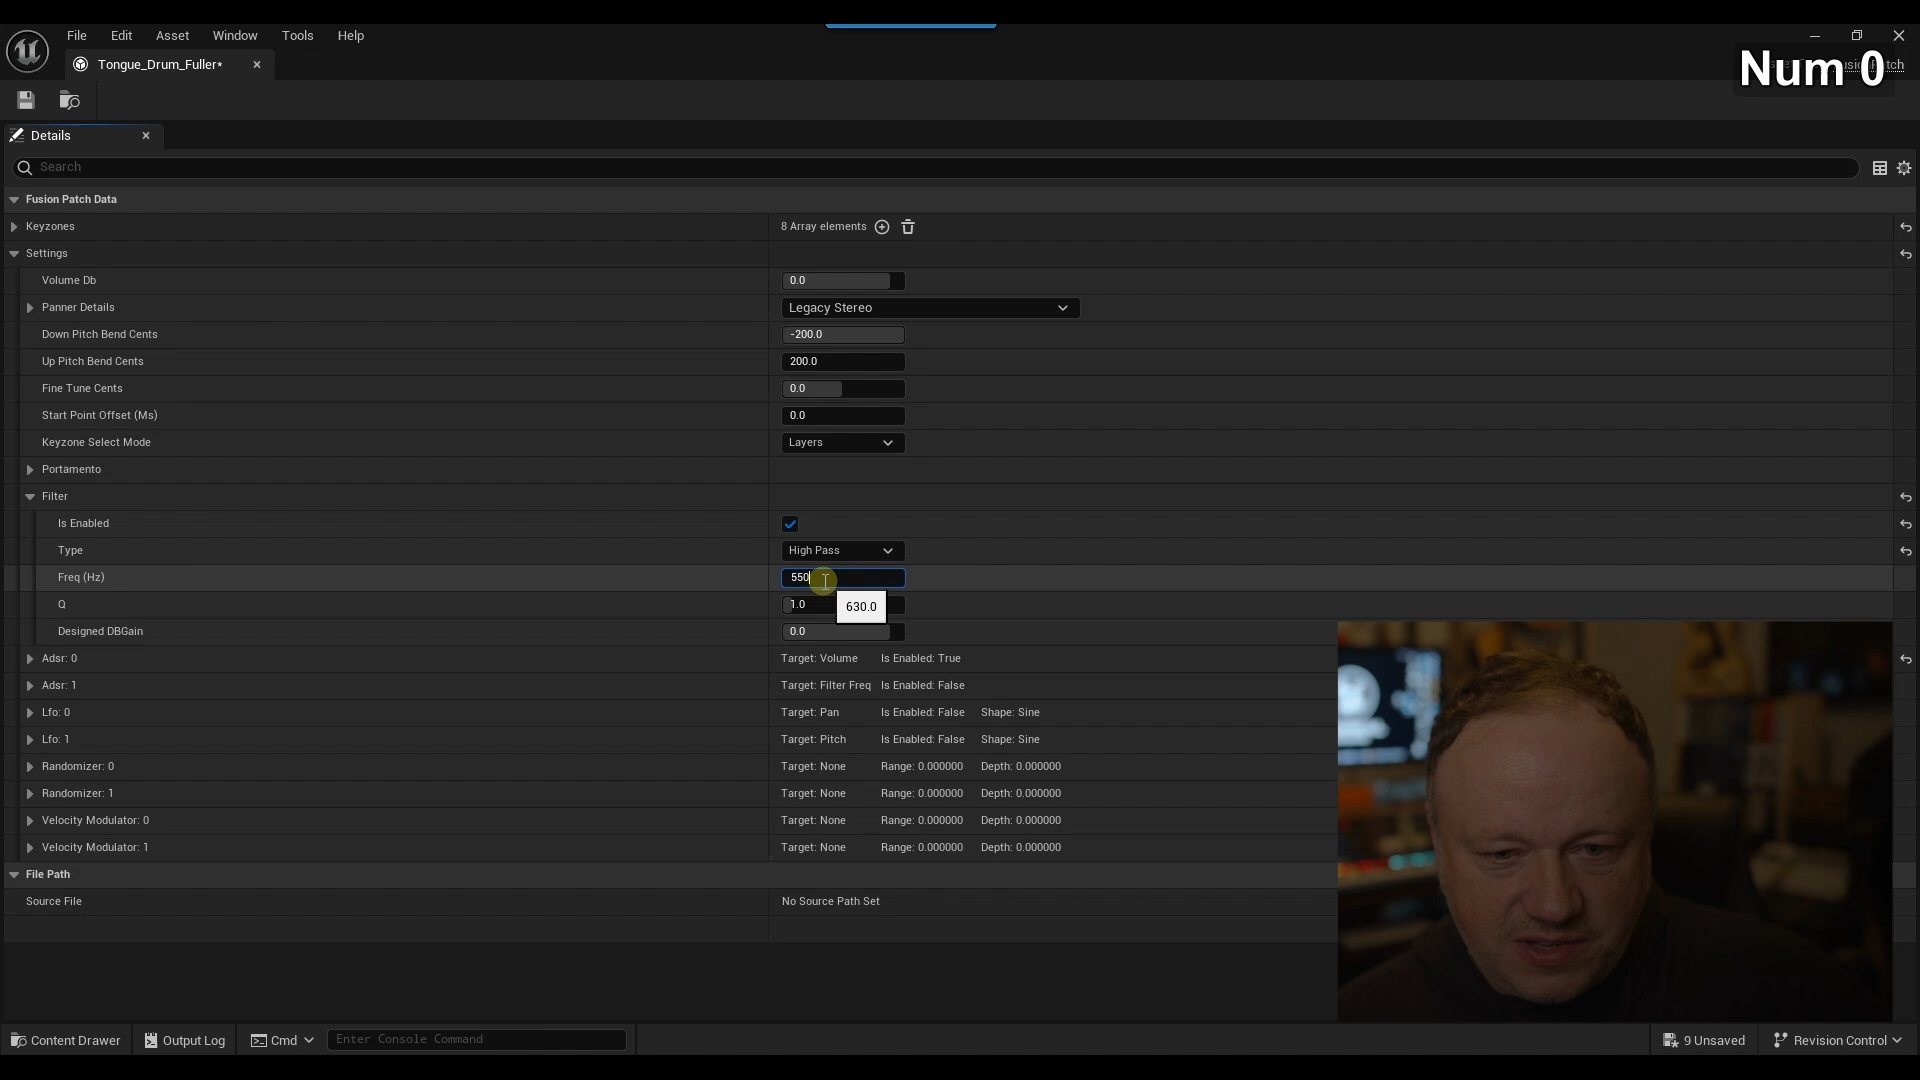 File Edit Asset Window Tools Help
Tongue_Drum_Fuller*
Num 0
Details
Search
Fusion Patch Data
Keyzones 8 Array elements
Settings
Volume Db 0.0
Panner Details Legacy Stereo
Down Pitch Bend Cents -200.0
Up Pitch Bend Cents 200.0
Fine Tune Cents 0.0
Start Point Offset (Ms) 0.0
Keyzone Select Mode Layers
Portamento
Filter
Is Enabled
Type High Pass
Freq (Hz) 550
Q 1.0
630.0
Designed DBGain 0.0
Adsr: 0 Target: Volume Is Enabled: True
Adsr: 1 Target: Filter Freq Is Enabled: False
Lfo: 0 Target: Pan Is Enabled: False Shape: Sine
Lfo: 1 Target: Pitch Is Enabled: False Shape: Sine
Randomizer: 0 Target: None Range: 0.000000 Depth: 0.000000
Randomizer: 1 Target: None Range: 0.000000 Depth: 0.000000
Velocity Modulator: 0 Target: None Range: 0.000000 Depth: 0.000000
Velocity Modulator: 1 Target: None Range: 0.000000 Depth: 0.000000
File Path
Source File No Source Path Set
Content Drawer Output Log Cmd Enter Console Command 9 Unsaved Revision Control